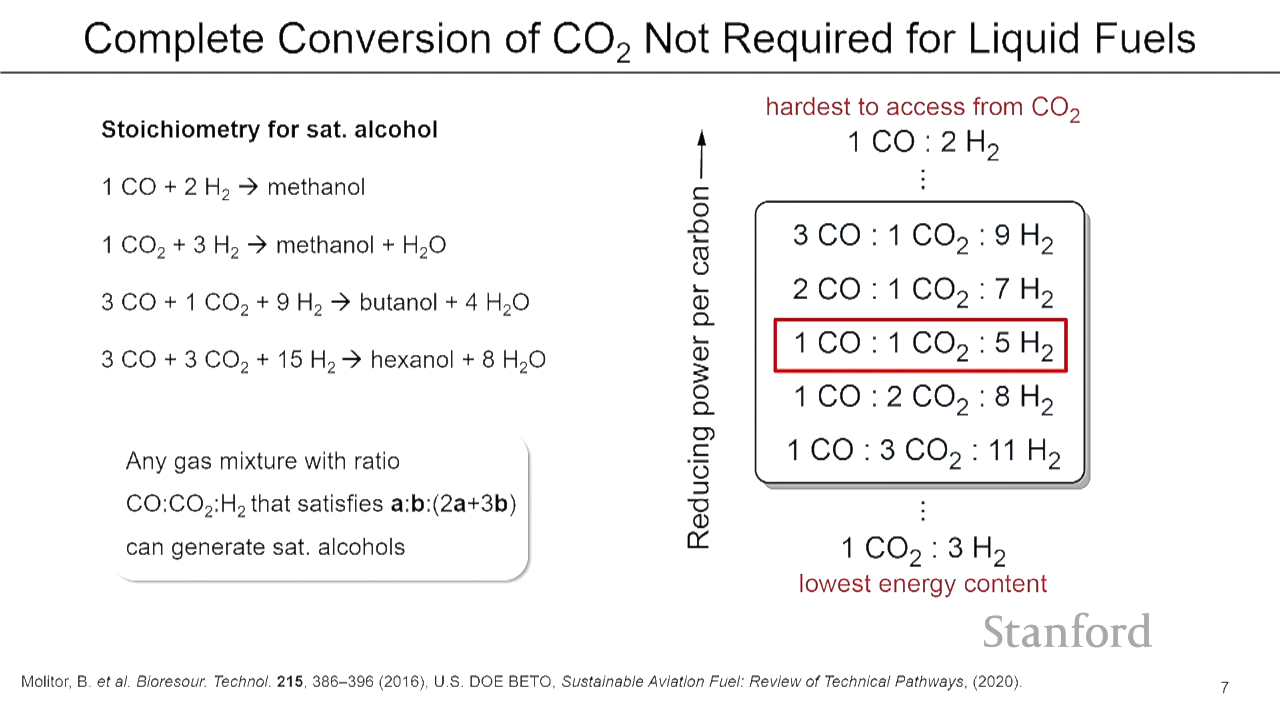 Complete Conversion of CO₂ Not Required for Liquid Fuels
Stoichiometry for sat. alcohol
1 CO + 2 H₂ → methanol
1 CO₂ + 3 H₂ → methanol + H₂O
3 CO + 1 CO₂ + 9 H₂ → butanol + 4 H₂O
3 CO + 3 CO₂ + 15 H₂ → hexanol + 8 H₂O
Any gas mixture with ratio
CO:CO₂:H₂ that satisfies a:b:(2a+3b)
can generate sat. alcohols
Reducing power per carbon
hardest to access from CO₂
1 CO : 2 H₂
⋮
3 CO : 1 CO₂ : 9 H₂
2 CO : 1 CO₂ : 7 H₂
1 CO : 1 CO₂ : 5 H₂
1 CO : 2 CO₂ : 8 H₂
1 CO : 3 CO₂ : 11 H₂
⋮
1 CO₂ : 3 H₂
lowest energy content
Stanford
Molitor, B. et al. Bioresour. Technol. 215, 386–396 (2016), U.S. DOE BETO, Sustainable Aviation Fuel: Review of Technical Pathways, (2020).
7